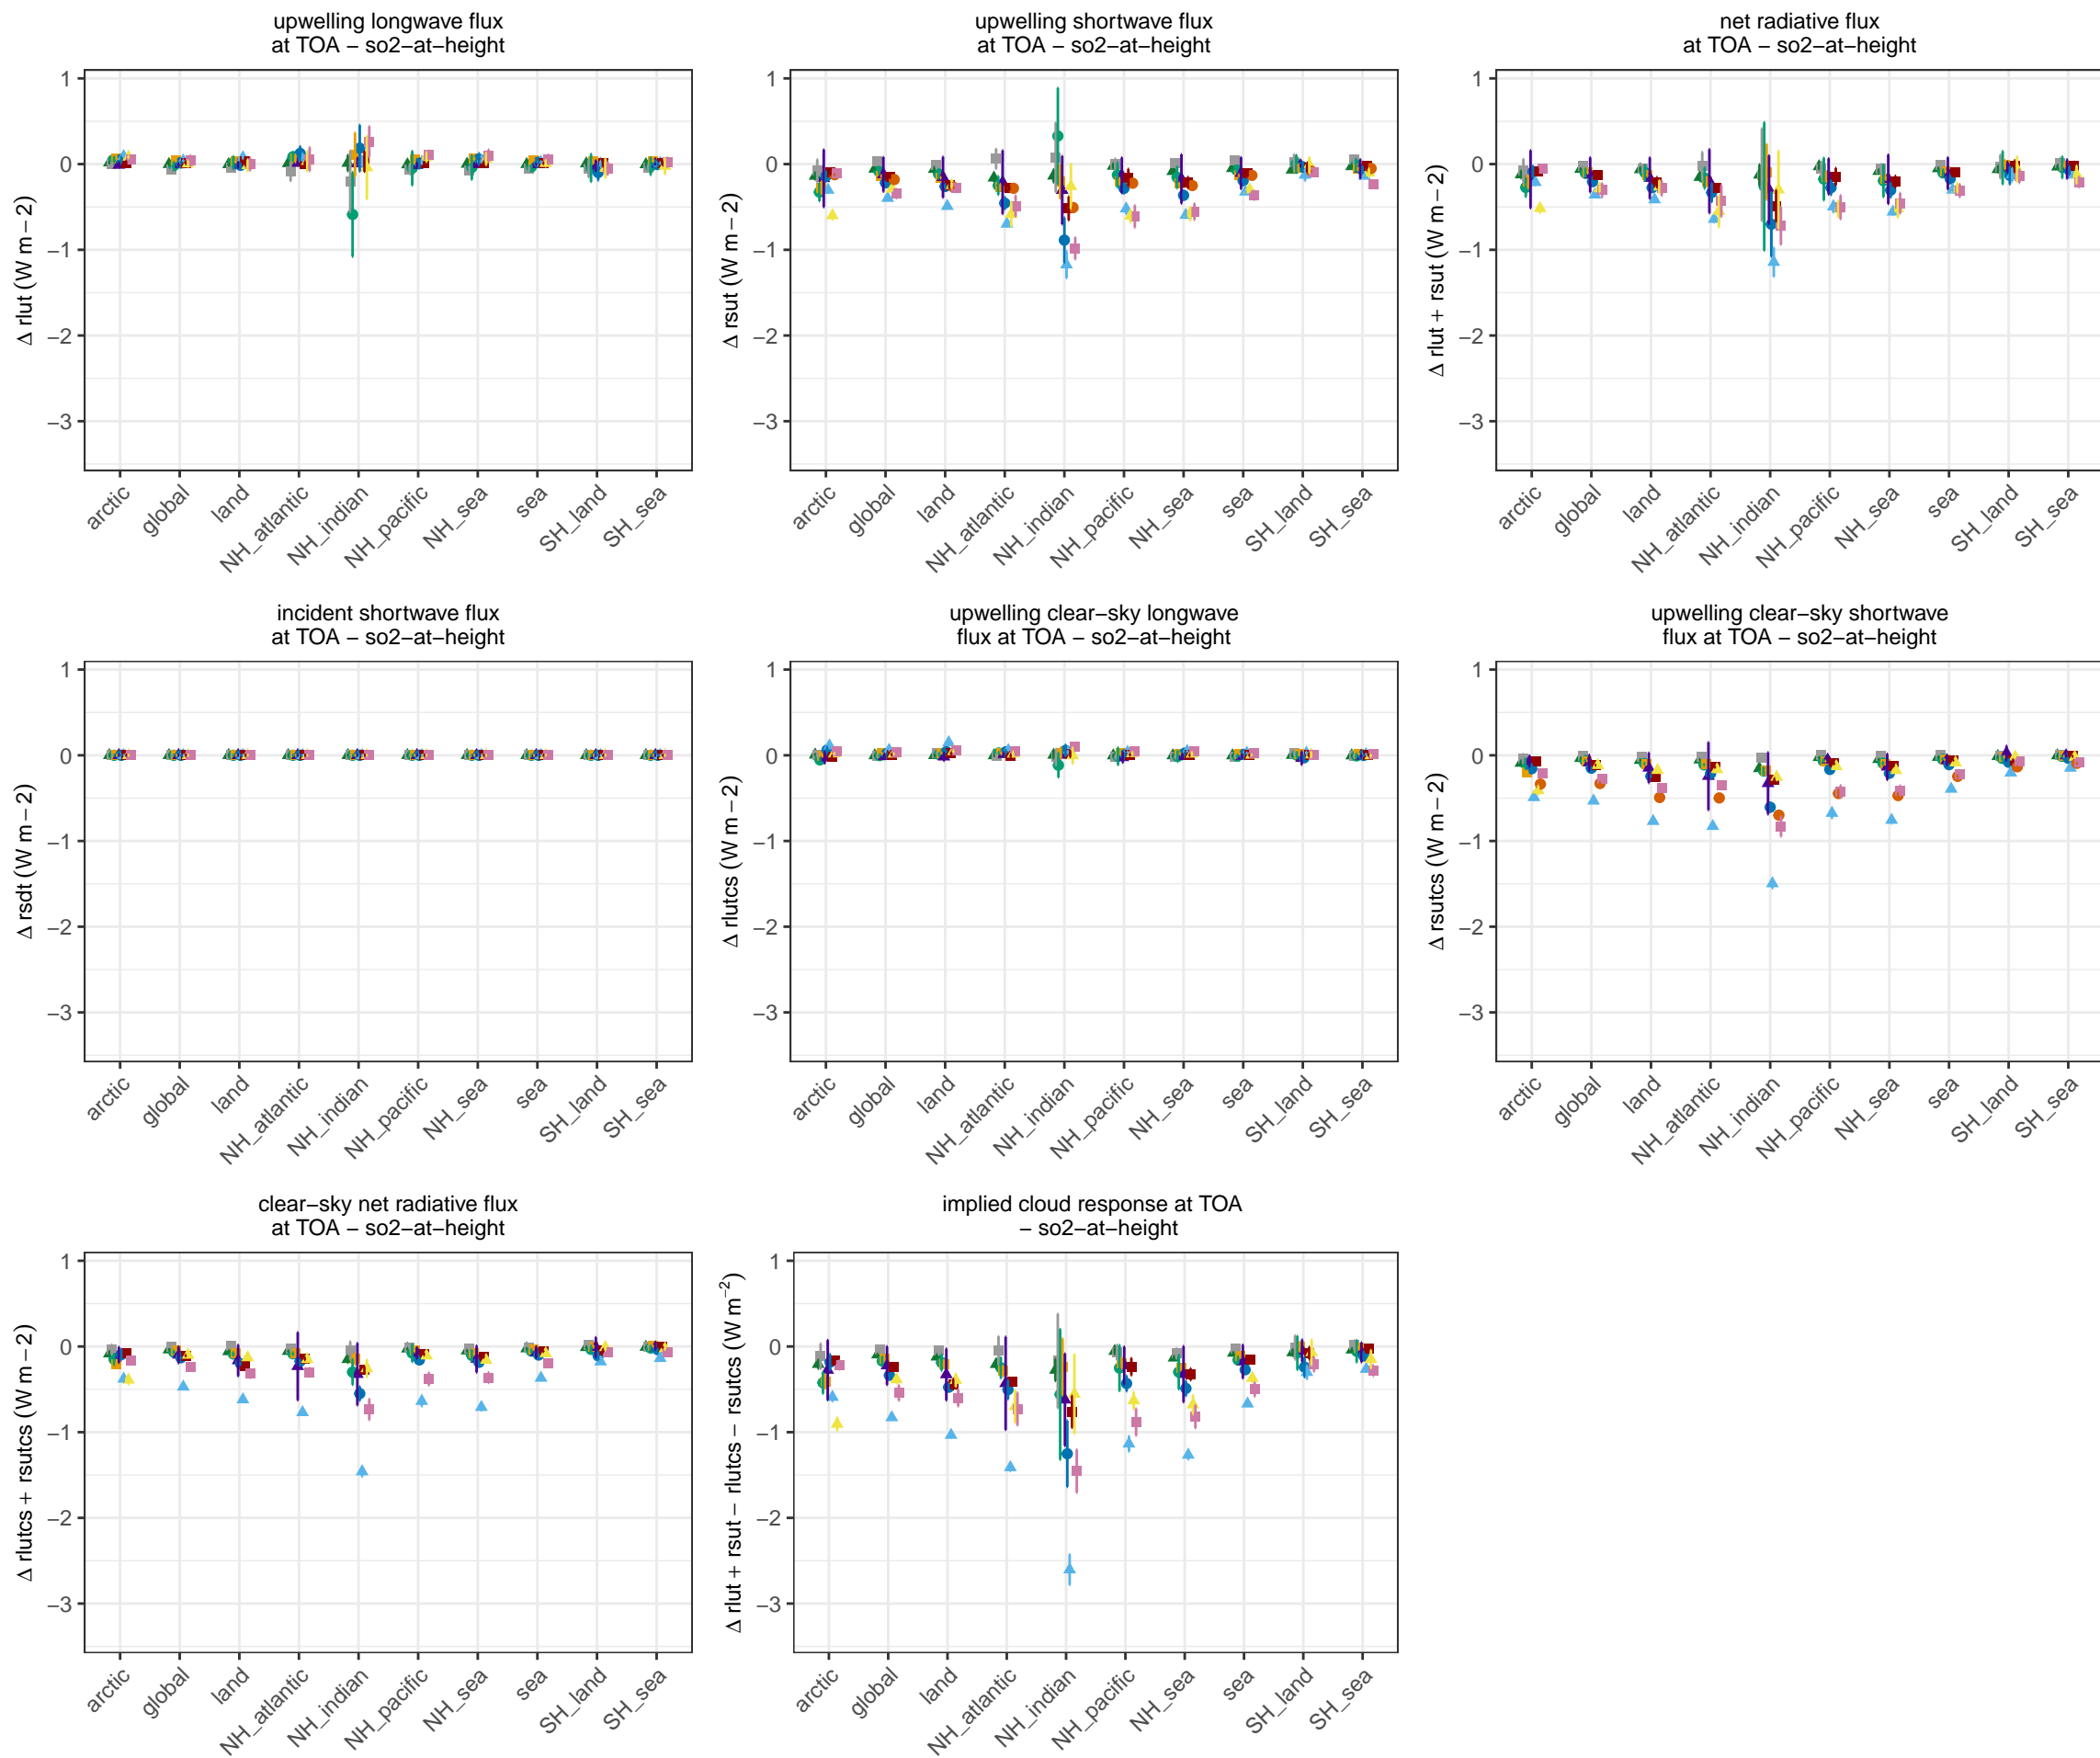 upwelling longwave flux
at TOA − so2−at−height
Δ rlut (W m − 2)
1
0
−1
−2
−3
arctic
global
land
NH_atlantic
NH_indian
NH_pacific
NH_sea
sea
SH_land
SH_sea
upwelling shortwave flux
at TOA − so2−at−height
Δ rsut (W m − 2)
1
0
−1
−2
−3
arctic
global
land
NH_atlantic
NH_indian
NH_pacific
NH_sea
sea
SH_land
SH_sea
net radiative flux
at TOA − so2−at−height
Δ rlut + rsut (W m − 2)
1
0
−1
−2
−3
arctic
global
land
NH_atlantic
NH_indian
NH_pacific
NH_sea
sea
SH_land
SH_sea
incident shortwave flux
at TOA − so2−at−height
Δ rsdt (W m − 2)
1
0
−1
−2
−3
arctic
global
land
NH_atlantic
NH_indian
NH_pacific
NH_sea
sea
SH_land
SH_sea
upwelling clear−sky longwave
flux at TOA − so2−at−height
Δ rlutcs (W m − 2)
1
0
−1
−2
−3
arctic
global
land
NH_atlantic
NH_indian
NH_pacific
NH_sea
sea
SH_land
SH_sea
upwelling clear−sky shortwave
flux at TOA − so2−at−height
Δ rsutcs (W m − 2)
1
0
−1
−2
−3
arctic
global
land
NH_atlantic
NH_indian
NH_pacific
NH_sea
sea
SH_land
SH_sea
clear−sky net radiative flux
at TOA − so2−at−height
Δ rlutcs + rsutcs (W m − 2)
1
0
−1
−2
−3
arctic
global
land
NH_atlantic
NH_indian
NH_pacific
NH_sea
sea
SH_land
SH_sea
implied cloud response at TOA
− so2−at−height
Δ rlut + rsut − rlutcs − rsutcs (W m⁻²)
1
0
−1
−2
−3
arctic
global
land
NH_atlantic
NH_indian
NH_pacific
NH_sea
sea
SH_land
SH_sea